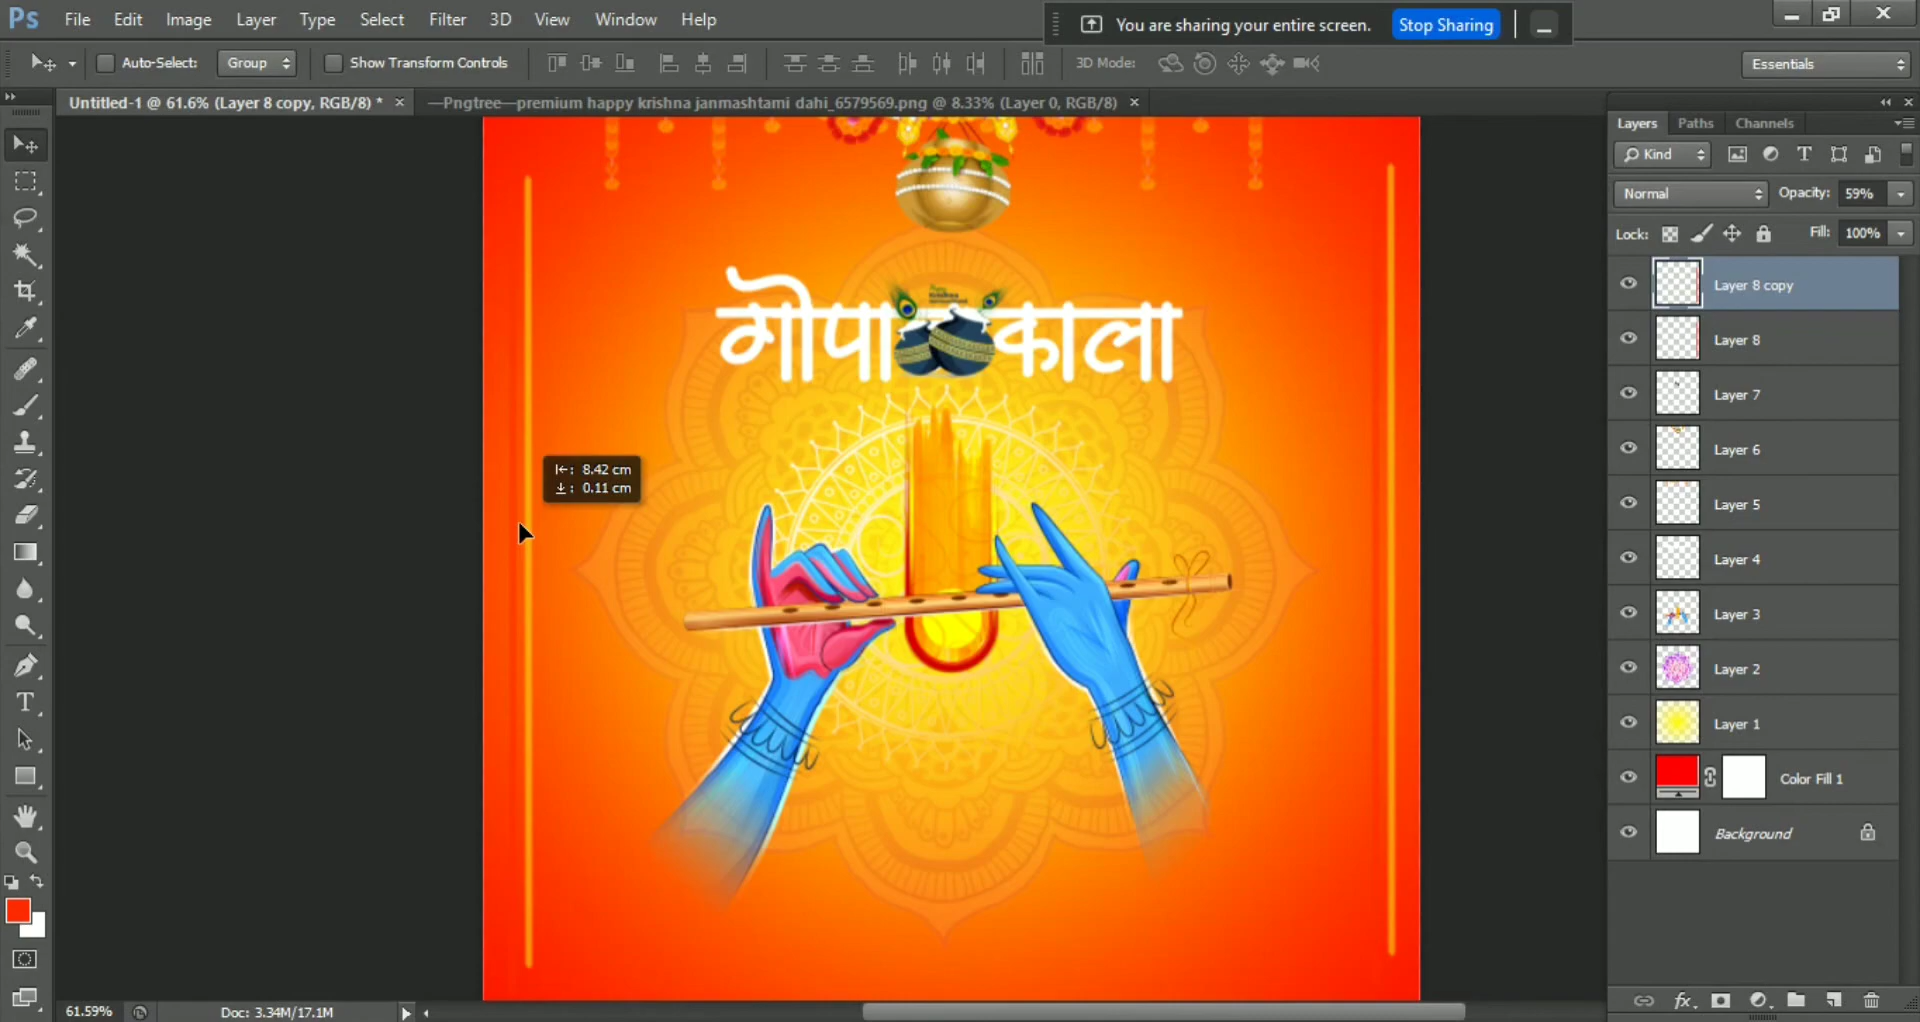 Ps File Edit Image Layer Type Select Filter 3D View Window Help
You are sharing your entire screen. Stop Sharing
Auto-Select: Group Show Transform Controls 3D Mode: Essentials
Untitled-1 @ 61.6% (Layer 8 copy, RGB/8) * × —Pngtree—premium happy krishna janmashtami dahi_6579569.png @ 8.33% (Layer 0, RGB/8) ×
Layers Paths Channels
Kind
Normal Opacity: 59%
Lock: Fill: 100%
गोपा काला
8.42 cm
0.11 cm
Layer 8 copy
Layer 8
Layer 7
Layer 6
Layer 5
Layer 4
Layer 3
Layer 2
Layer 1
Color Fill 1
Background
61.59% Doc: 3.34M/17.1M